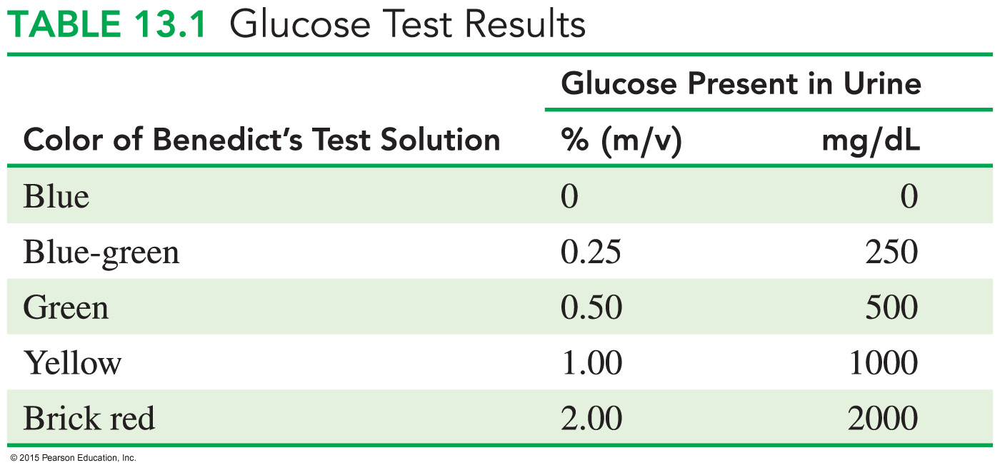 TABLE 13.1 Glucose Test Results
Glucose Present in Urine
Color of Benedict’s Test Solution % (m/v) mg/dL
Blue 0 0
Blue-green 0.25 250
Green 0.50 500
Yellow 1.00 1000
Brick red 2.00 2000
© 2015 Pearson Education, Inc.